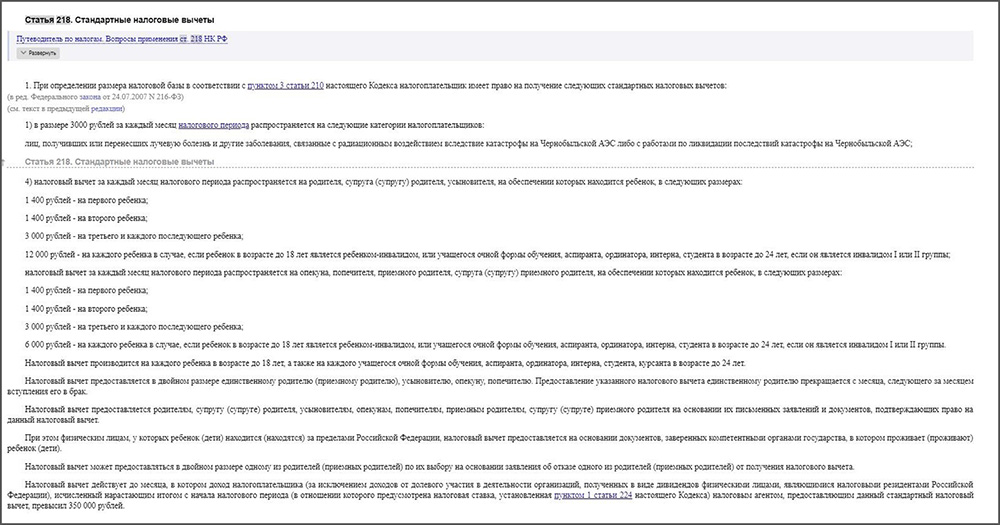 Статья 218. Стандартные налоговые вычеты
Путеводитель по налогам. Вопросы применения ст. 218 НК РФ
Развернуть
1. При определении размера налоговой базы в соответствии с пунктом 3 статьи 210 настоящего Кодекса налогоплательщик имеет право на получение следующих стандартных налоговых вычетов:
(в ред. Федерального закона от 24.07.2007 N 216-ФЗ)
(см. текст в предыдущей редакции)
1) в размере 3000 рублей за каждый месяц налогового периода распространяется на следующие категории налогоплательщиков:
лиц, получивших или перенесших лучевую болезнь и другие заболевания, связанные с радиационным воздействием вследствие катастрофы на Чернобыльской АЭС либо с работами по ликвидации последствий катастрофы на Чернобыльской АЭС;
Статья 218. Стандартные налоговые вычеты
4) налоговый вычет за каждый месяц налогового периода распространяется на родителя, супруга (супругу) родителя, усыновителя, на обеспечении которых находится ребенок, в следующих размерах:
1 400 рублей - на первого ребенка;
1 400 рублей - на второго ребенка;
3 000 рублей - на третьего и каждого последующего ребенка;
12 000 рублей - на каждого ребенка в случае, если ребенок в возрасте до 18 лет является ребенком-инвалидом, или учащегося очной формы обучения, аспиранта, ординатора, интерна, студента в возрасте до 24 лет, если он является инвалидом I или II группы;
налоговый вычет за каждый месяц налогового периода распространяется на опекуна, попечителя, приемного родителя, супруга (супругу) приемного родителя, на обеспечении которых находится ребенок, в следующих размерах:
1 400 рублей - на первого ребенка;
1 400 рублей - на второго ребенка;
3 000 рублей - на третьего и каждого последующего ребенка;
6 000 рублей - на каждого ребенка в случае, если ребенок в возрасте до 18 лет является ребенком-инвалидом, или учащегося очной формы обучения, аспиранта, ординатора, интерна, студента в возрасте до 24 лет, если он является инвалидом I или II группы.
Налоговый вычет производится на каждого ребенка в возрасте до 18 лет, а также на каждого учащегося очной формы обучения, аспиранта, ординатора, интерна, студента, курсанта в возрасте до 24 лет.
Налоговый вычет предоставляется в двойном размере единственному родителю (приемному родителю), усыновителю, опекуну, попечителю. Предоставление указанного налогового вычета единственному родителю прекращается с месяца, следующего за месяцем
вступления его в брак.
Налоговый вычет предоставляется родителям, супругу (супруге) родителя, усыновителям, опекунам, попечителям, приемным родителям, супругу (супруге) приемного родителя на основании их письменных заявлений и документов, подтверждающих право на
данный налоговый вычет.
При этом физическим лицам, у которых ребенок (дети) находится (находятся) за пределами Российской Федерации, налоговый вычет предоставляется на основании документов, заверенных компетентными органами государства, в котором проживает (проживают)
ребенок (дети).
Налоговый вычет может предоставляться в двойном размере одному из родителей (приемных родителей) по их выбору на основании заявления об отказе одного из родителей (приемных родителей) от получения налогового вычета.
Налоговый вычет действует до месяца, в котором доход налогоплательщика (за исключением доходов от долевого участия в деятельности организаций, полученных в виде дивидендов физическими лицами, являющимися налоговыми резидентами Российской
Федерации), исчисленный нарастающим итогом с начала налогового периода (в отношении которого предусмотрена налоговая ставка, установленная пунктом 1 статьи 224 настоящего Кодекса) налоговым агентом, предоставляющим данный стандартный налоговый
вычет, превысил 350 000 рублей.